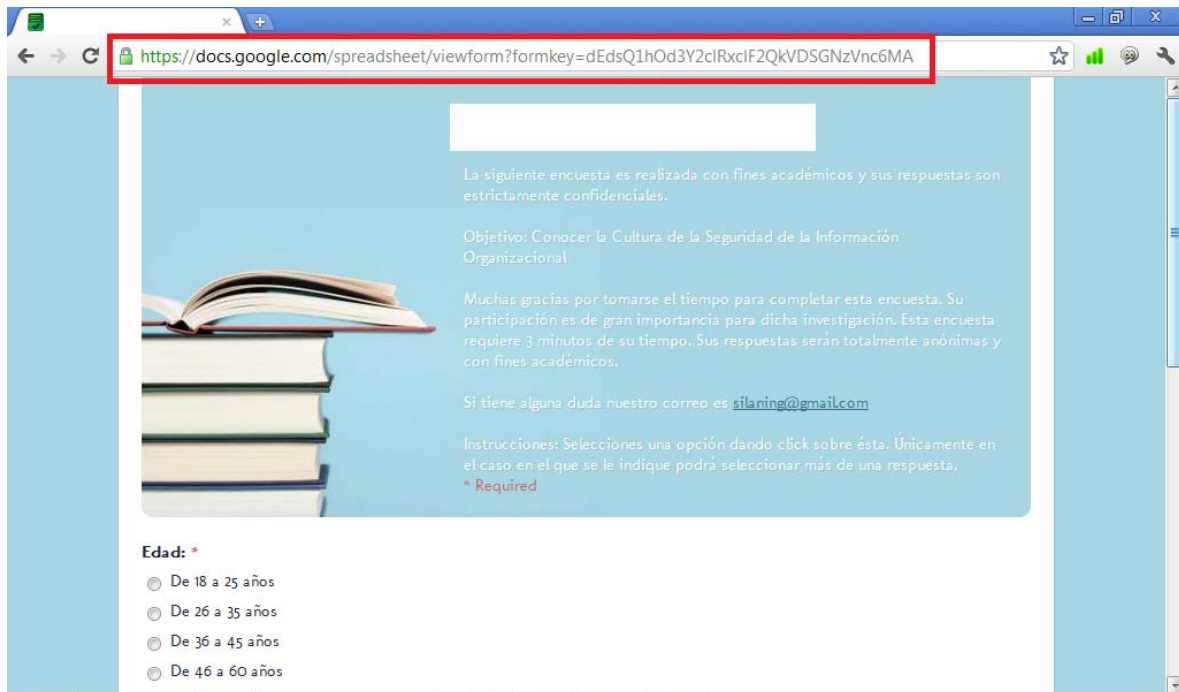 https://docs.google.com/spreadsheet/viewform?formkey=dEdsQ1hOd3Y2clRxclF2QkVDSGNzVnc6MA
La siguiente encuesta es realizada con fines académicos y sus respuestas son
estrictamente confidenciales.
Objetivo: Conocer la Cultura de la Seguridad de la Información
Organizacional
Muchas gracias por tomarse el tiempo para completar esta encuesta. Su
participación es de gran importancia para dicha investigación. Esta encuesta
requiere 3 minutos de su tiempo. Sus respuestas serán totalmente anónimas y
con fines académicos.
Si tiene alguna duda nuestro correo es silaning@gmail.com
Instrucciones: Selecciones una opción dando click sobre ésta. Únicamente en
el caso en el que se le indique podrá seleccionar más de una respuesta.
* Required
Edad: *
De 18 a 25 años
De 26 a 35 años
De 36 a 45 años
De 46 a 60 años